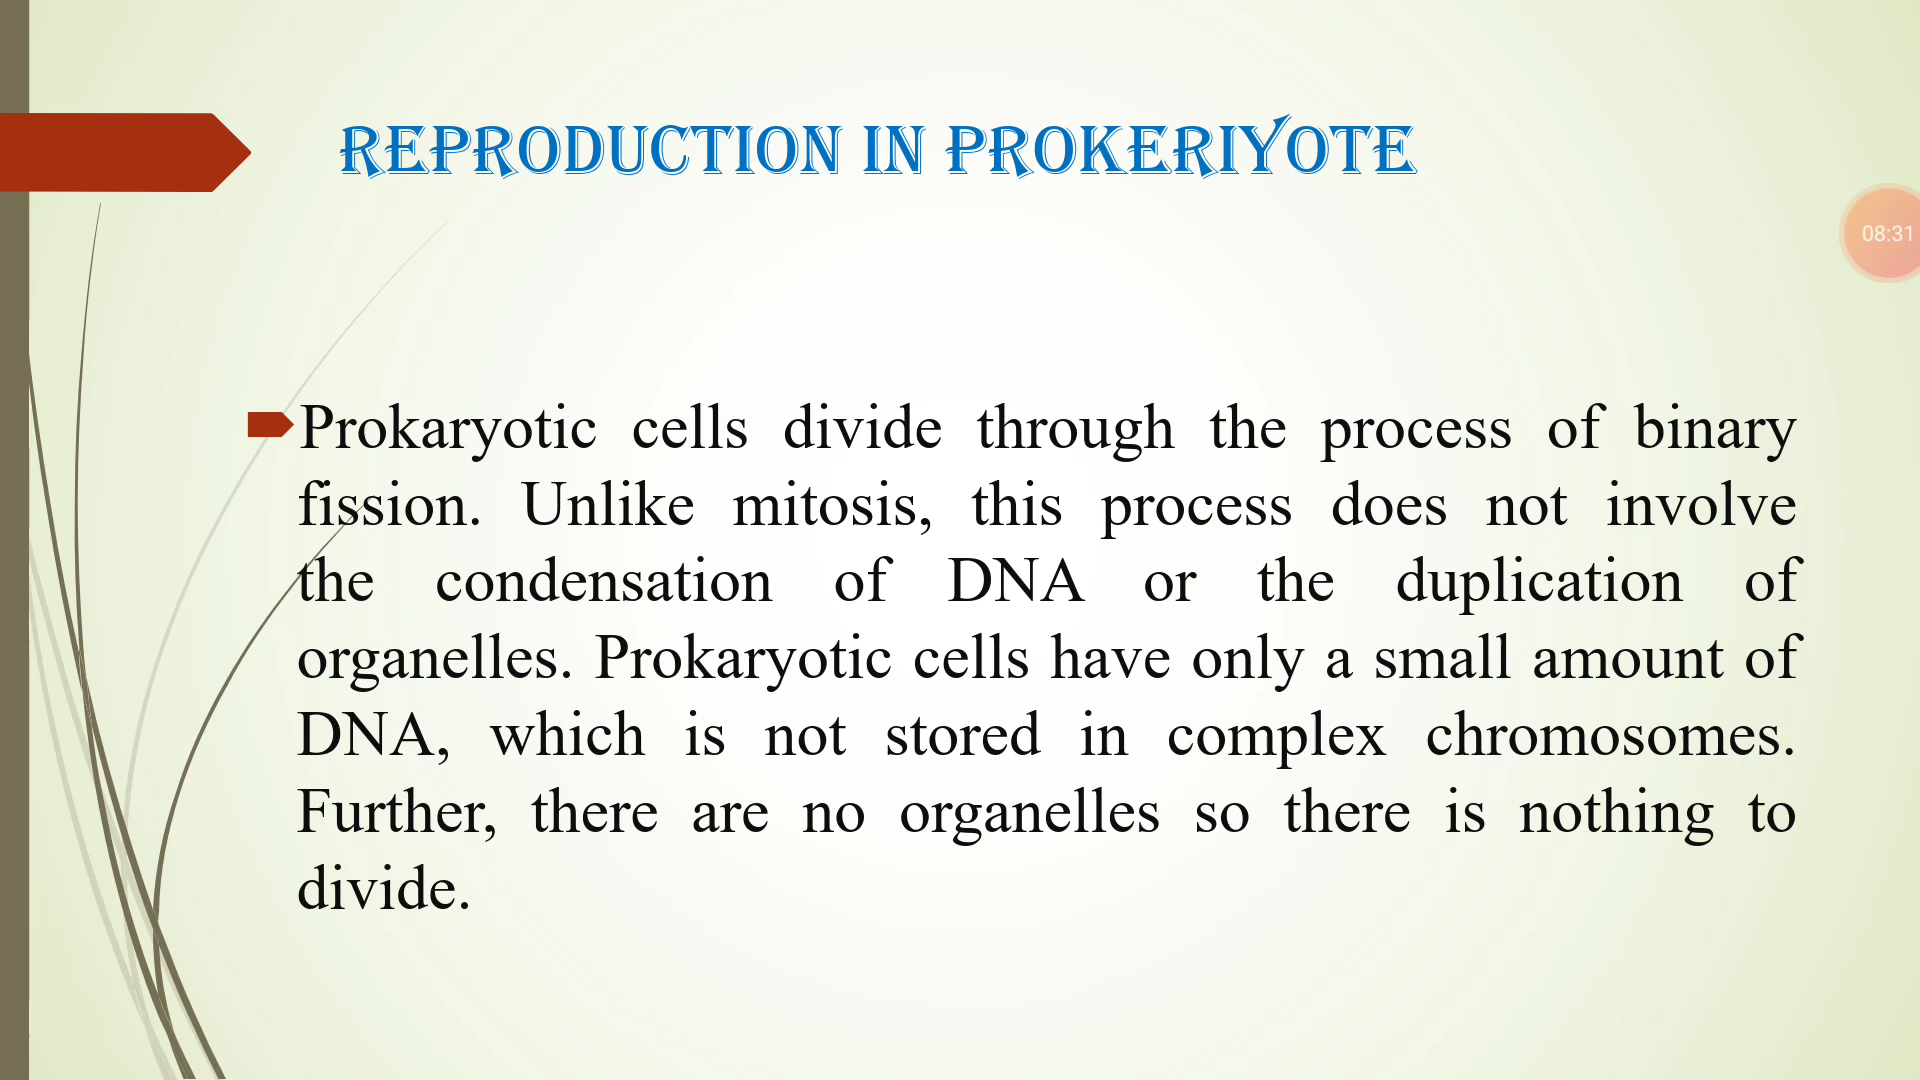 REPRODUCTION IN PROKERIYOTE
08:31
Prokaryotic cells divide through the process of binary
fission. Unlike mitosis, this process does not involve
the condensation of DNA or the duplication of
organelles. Prokaryotic cells have only a small amount of
DNA, which is not stored in complex chromosomes.
Further, there are no organelles so there is nothing to
divide.